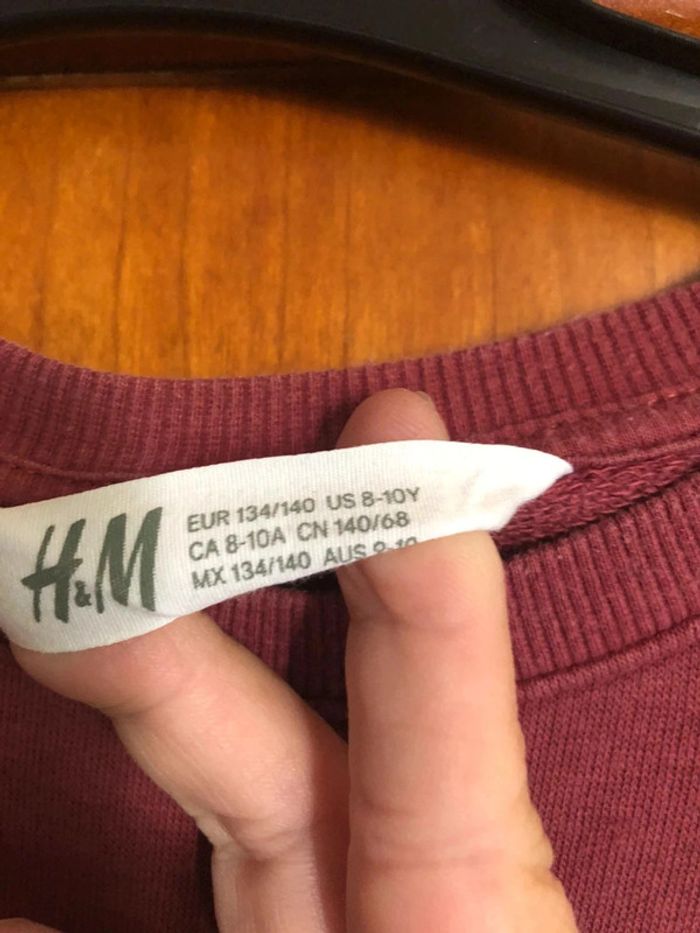 H&M
EUR 134/140 US 8-10Y
CA 8-10A CN 140/68
MX 134/140 AUS